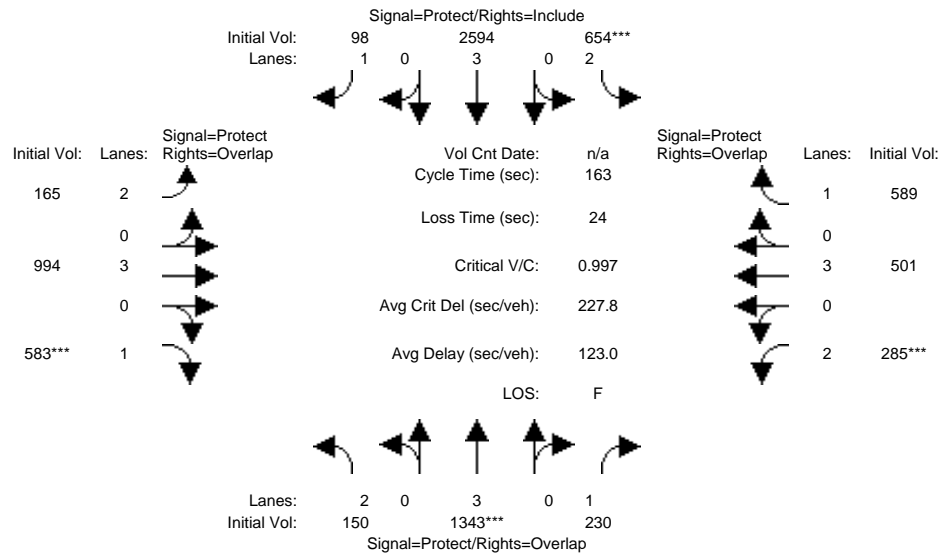 Signal=Protect/Rights=Include
Initial Vol: 98 2594 654***
Lanes: 1 0 3 0 2
Signal=Protect Signal=Protect
Initial Vol: Lanes: Rights=Overlap Vol Cnt Date: n/a Rights=Overlap Lanes: Initial Vol:
Cycle Time (sec): 163
165 2 1 589
Loss Time (sec): 24
0 0
994 3 Critical V/C: 0.997 3 501
0 Avg Crit Del (sec/veh): 227.8 0
583*** 1 Avg Delay (sec/veh): 123.0 2 285***
LOS: F
Lanes: 2 0 3 0 1
Initial Vol: 150 1343*** 230
Signal=Protect/Rights=Overlap